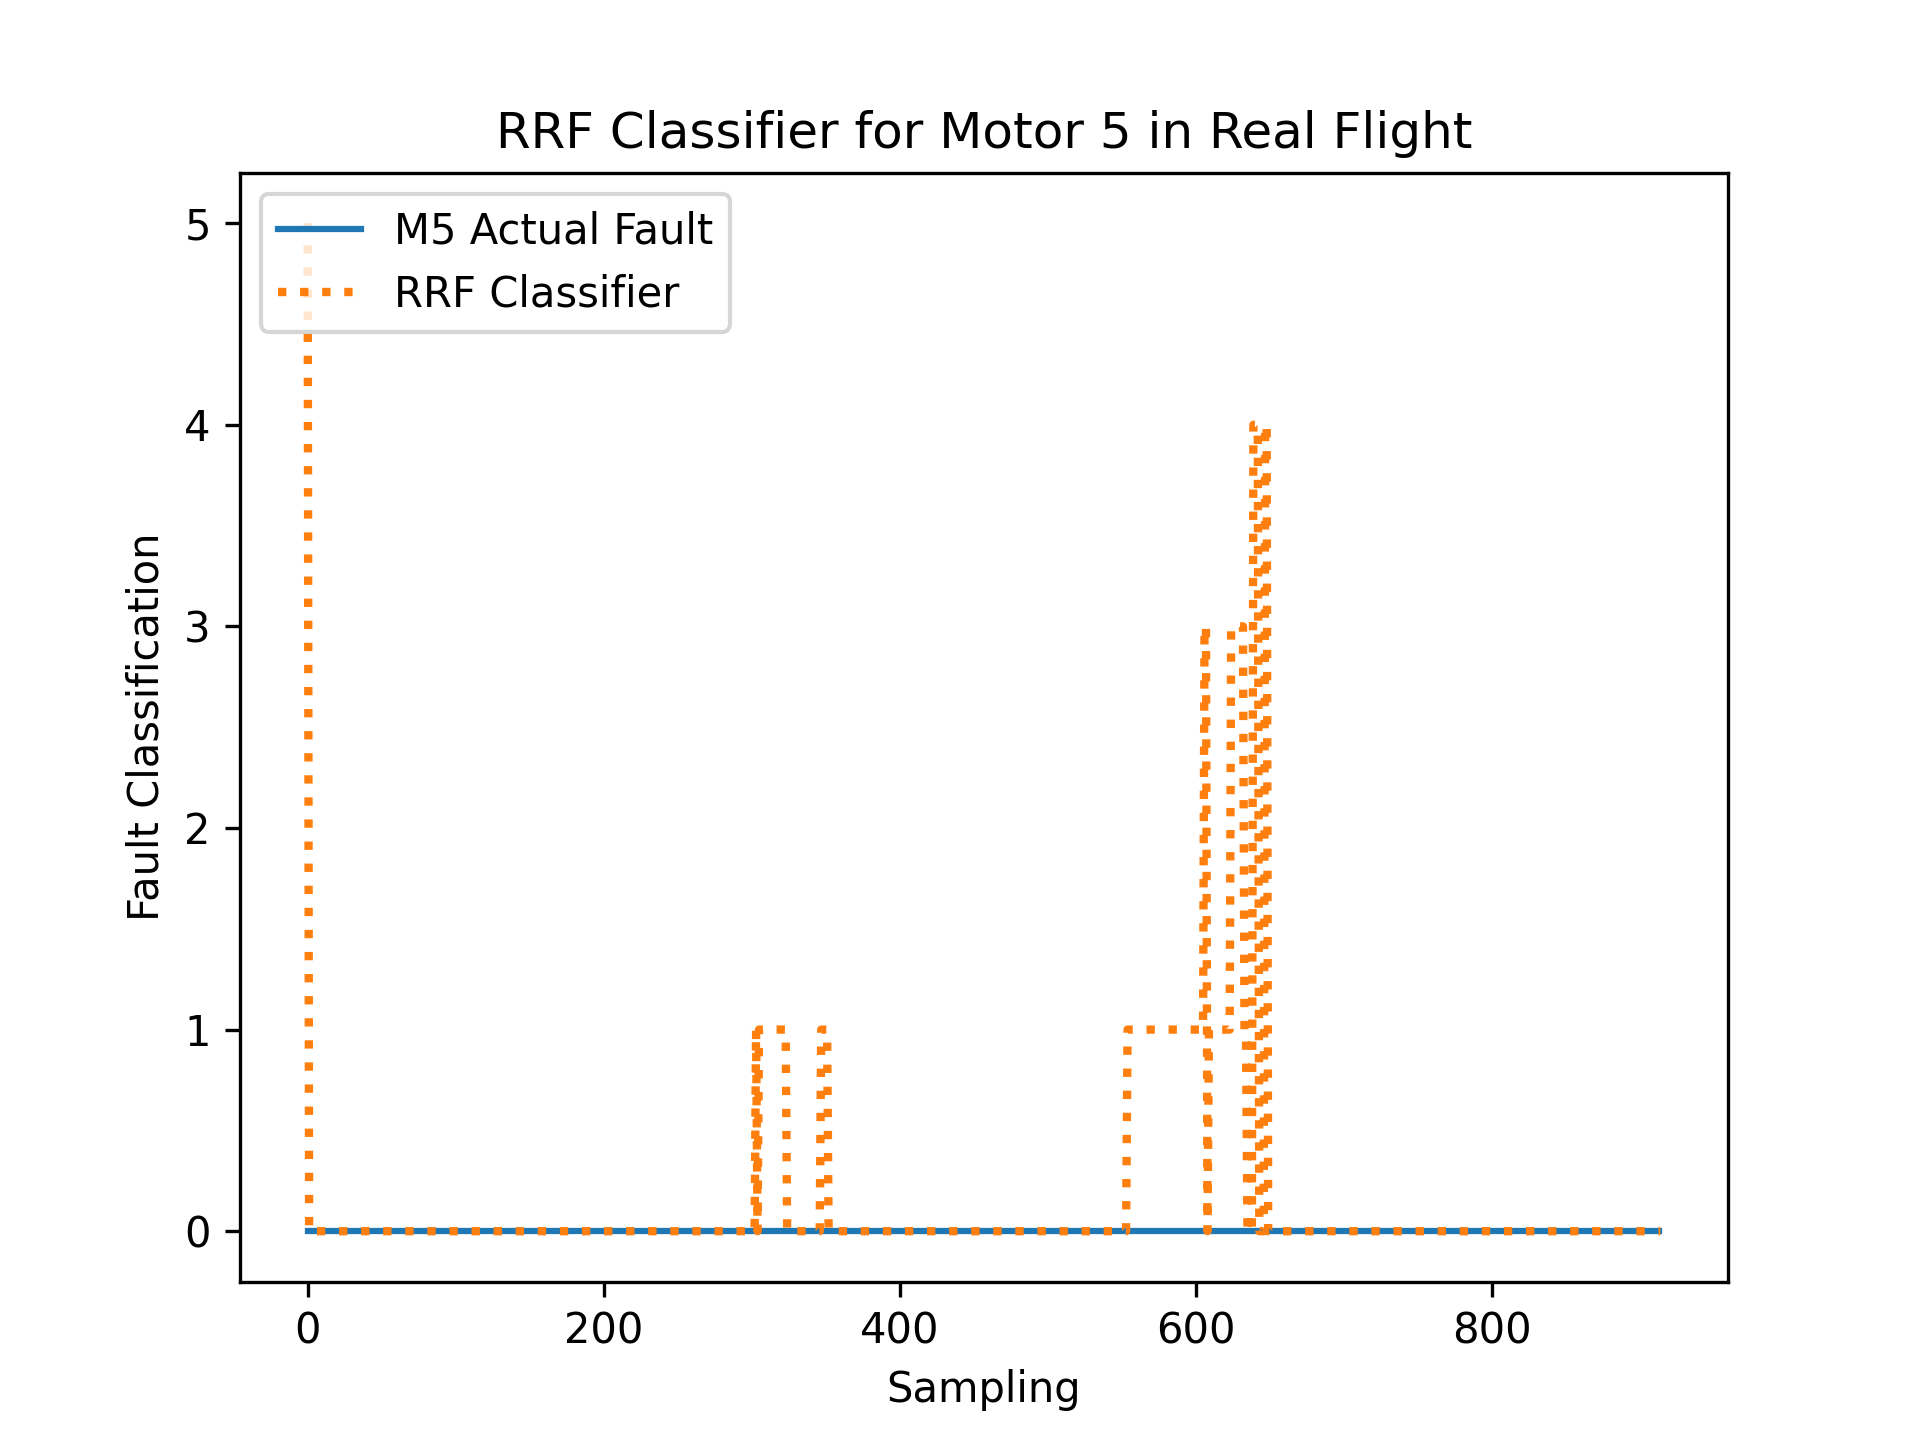 RRF Classifier for Motor 5 in Real Flight
M5 Actual Fault
RRF Classifier
Fault Classification
5
4
3
2
1
0
0 200 400 600 800
Sampling